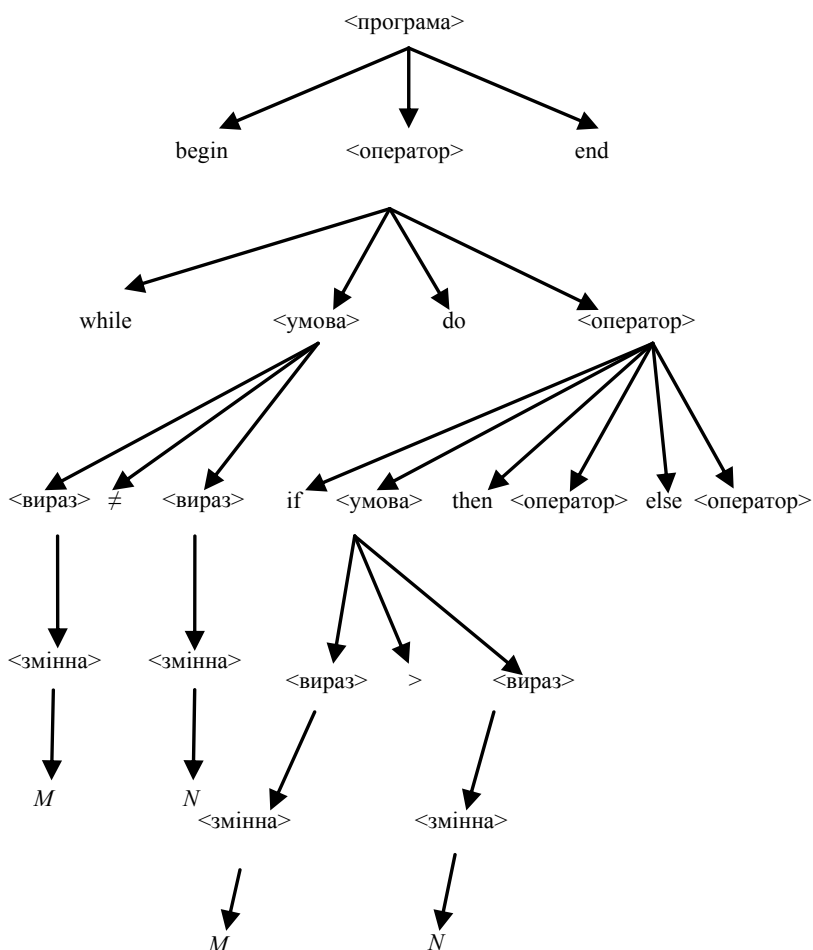 <програма>
begin <оператор> end
while <умова> do <оператор>
<вираз> ≠ <вираз> if <умова> then <оператор> else <оператор>
<змінна> <змінна>
<вираз> > <вираз>
M N
<змінна> <змінна>
M N